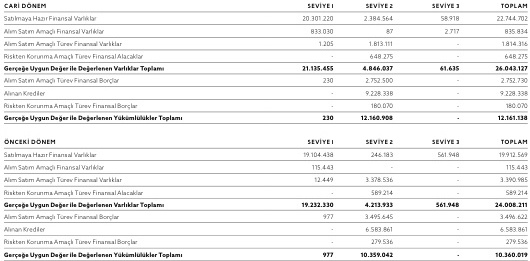 CARİ DÖNEM SEVİYE 1 SEVİYE 2 SEVİYE 3 TOPLAM
Satılmaya Hazır Finansal Varlıklar 20.301.220 2.384.564 58.918 22.744.702
Alım Satım Amaçlı Finansal Varlıklar 833.030 87 2.717 835.834
Alım Satım Amaçlı Türev Finansal Varlıklar 1.205 1.813.111 - 1.814.316
Riskten Korunma Amaçlı Türev Finansal Alacaklar - 648.275 - 648.275
Gerçeğe Uygun Değer ile Değerlenen Varlıklar Toplamı 21.135.455 4.846.037 61.635 26.043.127
Alım Satım Amaçlı Türev Finansal Borçlar 230 2.752.500 - 2.752.730
Alınan Krediler - 9.228.338 - 9.228.338
Riskten Korunma Amaçlı Türev Finansal Borçlar - 180.070 - 180.070
Gerçeğe Uygun Değer ile Değerlenen Yükümlülükler Toplamı 230 12.160.908 - 12.161.138
ÖNCEKİ DÖNEM SEVİYE 1 SEVİYE 2 SEVİYE 3 TOPLAM
Satılmaya Hazır Finansal Varlıklar 19.104.438 246.183 561.948 19.912.569
Alım Satım Amaçlı Finansal Varlıklar 115.443 - - 115.443
Alım Satım Amaçlı Türev Finansal Varlıklar 12.449 3.378.536 - 3.390.985
Riskten Korunma Amaçlı Türev Finansal Alacaklar - 589.214 - 589.214
Gerçeğe Uygun Değer ile Değerlenen Varlıklar Toplamı 19.232.330 4.213.933 561.948 24.008.211
Alım Satım Amaçlı Türev Finansal Borçlar 977 3.495.645 - 3.496.622
Alınan Krediler - 6.583.861 - 6.583.861
Riskten Korunma Amaçlı Türev Finansal Borçlar - 279.536 - 279.536
Gerçeğe Uygun Değer ile Değerlenen Yükümlülükler Toplamı 977 10.359.042 - 10.360.019